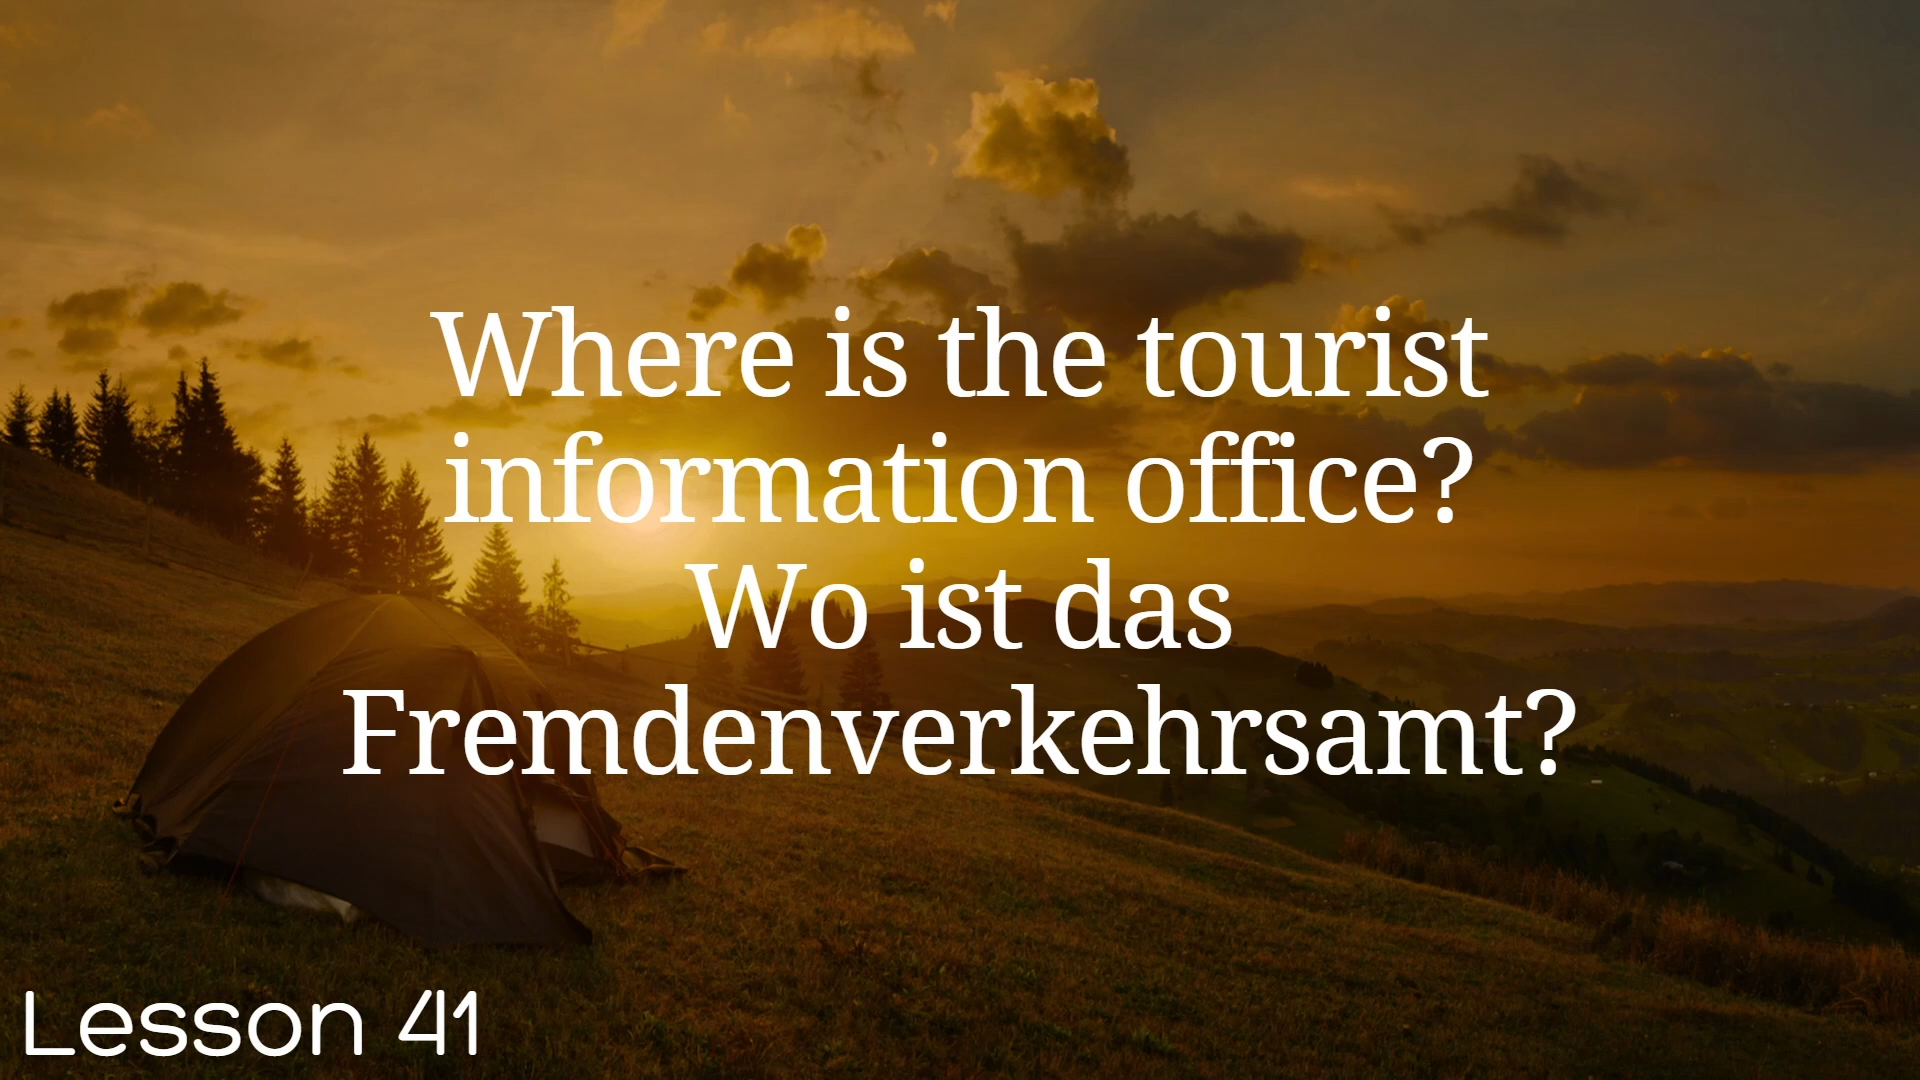 Where is the tourist
information office?
Wo ist das
Fremdenverkehrsamt?
Lesson 41